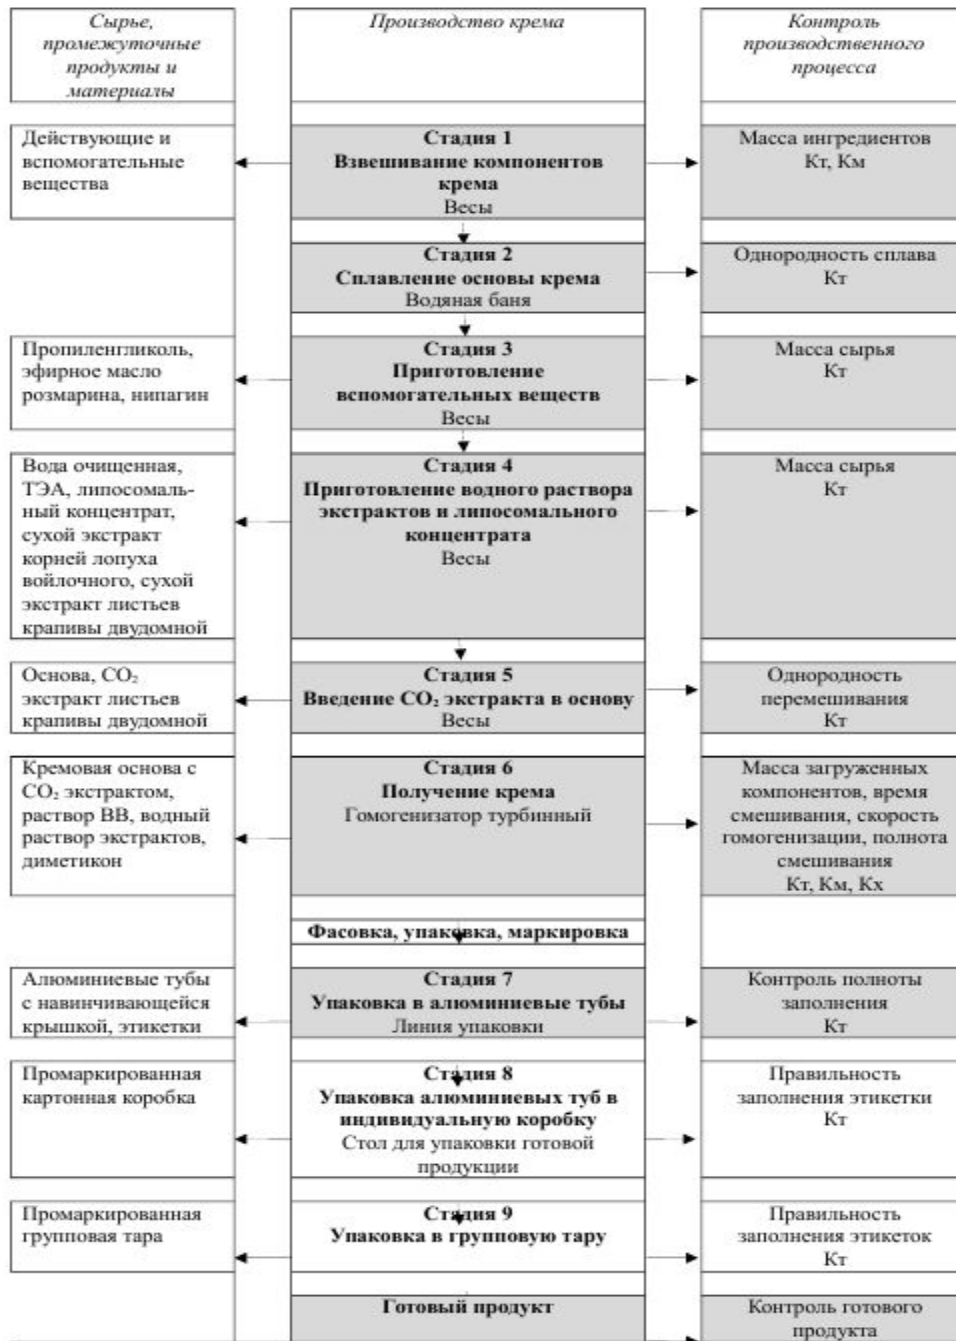 Сырье,
промежуточные
продукты и
материалы
Производство крема
Контроль
производственного
процесса
Действующие и
вспомогательные
вещества
Стадия 1
Взвешивание компонентов
крема
Весы
Масса ингредиентов
Кт, Км
Стадия 2
Сплавление основы крема
Водяная баня
Однородность сплава
Кт
Пропиленгликоль,
эфирное масло
розмарина, нипагин
Стадия 3
Приготовление
вспомогательных веществ
Весы
Масса сырья
Кт
Вода очищенная,
ТЭА, липосомаль-
ный концентрат,
сухой экстракт
корней лопуха
войлочного, сухой
экстракт листьев
крапивы двудомной
Стадия 4
Приготовление водного раствора
экстрактов и липосомального
концентрата
Весы
Масса сырья
Кт
Основа, СО₂
экстракт листьев
крапивы двудомной
Стадия 5
Введение СО₂ экстракта в основу
Весы
Однородность
перемешивания
Кт
Кремовая основа с
СО₂ экстрактом,
раствор ВВ, водный
раствор экстрактов,
диметикон
Стадия 6
Получение крема
Гомогенизатор турбинный
Масса загруженных
компонентов, время
смешивания, скорость
гомогенизации, полнота
смешивания
Кт, Км, Кх
Фасовка, упаковка, маркировка
Алюминиевые тубы
с навинчивающейся
крышкой, этикетки
Стадия 7
Упаковка в алюминиевые тубы
Линия упаковки
Контроль полноты
заполнения
Кт
Промаркированная
картонная коробка
Стадия 8
Упаковка алюминиевых туб в
индивидуальную коробку
Стол для упаковки готовой
продукции
Правильность
заполнения этикетки
Кт
Промаркированная
групповая тара
Стадия 9
Упаковка в групповую тару
Правильность
заполнения этикеток
Кт
Готовый продукт
Контроль готового
продукта